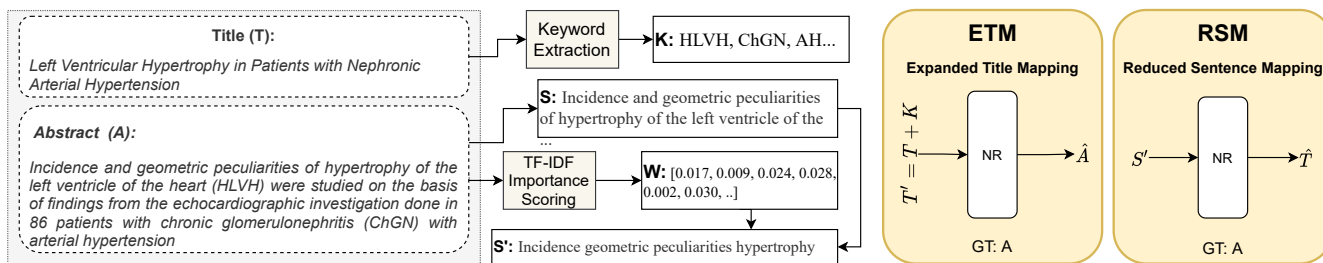 Title (T):
Left Ventricular Hypertrophy in Patients with Nephronic
Arterial Hypertension
Abstract (A):
Incidence and geometric peculiarities of hypertrophy of the
left ventricle of the heart (HLVH) were studied on the basis
of findings from the echocardiographic investigation done in
86 patients with chronic glomerulonephritis (ChGN) with
arterial hypertension
Keyword
Extraction
K: HLVH, ChGN, AH...
S: Incidence and geometric peculiarities
of hypertrophy of the left ventricle of the
...
TF-IDF
Importance
Scoring
W: [0.017, 0.009, 0.024, 0.028,
0.002, 0.030, ..]
S': Incidence geometric peculiarities hypertrophy
ETM
Expanded Title Mapping
T' = T + K
NR
Â
GT: A
RSM
Reduced Sentence Mapping
S'
NR
T̂
GT: A